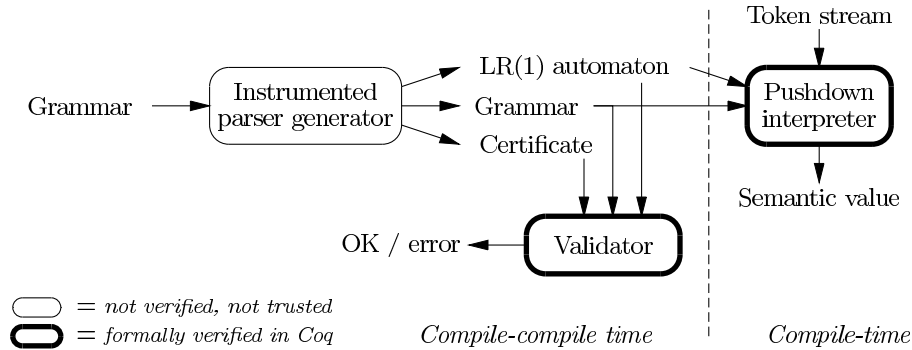 Token stream
LR(1) automaton
Grammar
Instrumented
parser generator
Grammar
Pushdown
interpreter
Certificate
Semantic value
OK / error
Validator
= not verified, not trusted
= formally verified in Coq
Compile-compile time
Compile-time